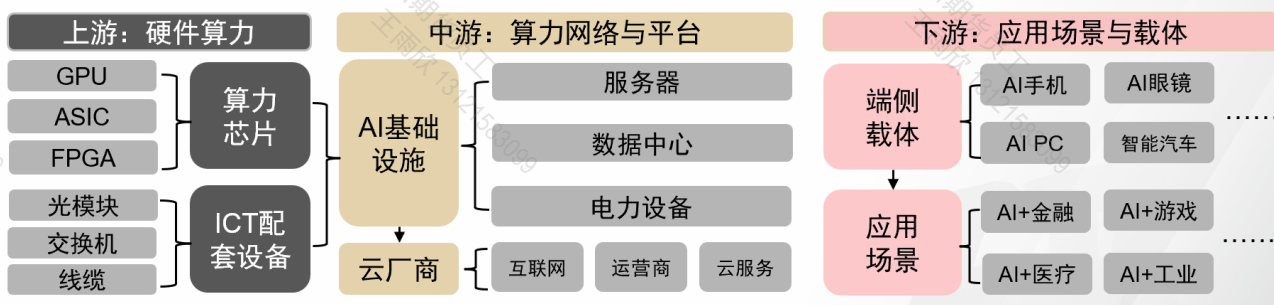 上游：硬件算力
GPU
ASIC
FPGA
算力
芯片
光模块
交换机
线缆
ICT配
套设备
中游：算力网络与平台
AI基础
设施
服务器
数据中心
电力设备
云厂商
互联网
运营商
云服务
下游：应用场景与载体
端侧
载体
AI手机
AI眼镜
AI PC
智能汽车
……
应用
场景
AI+金融
AI+游戏
AI+医疗
AI+工业
……